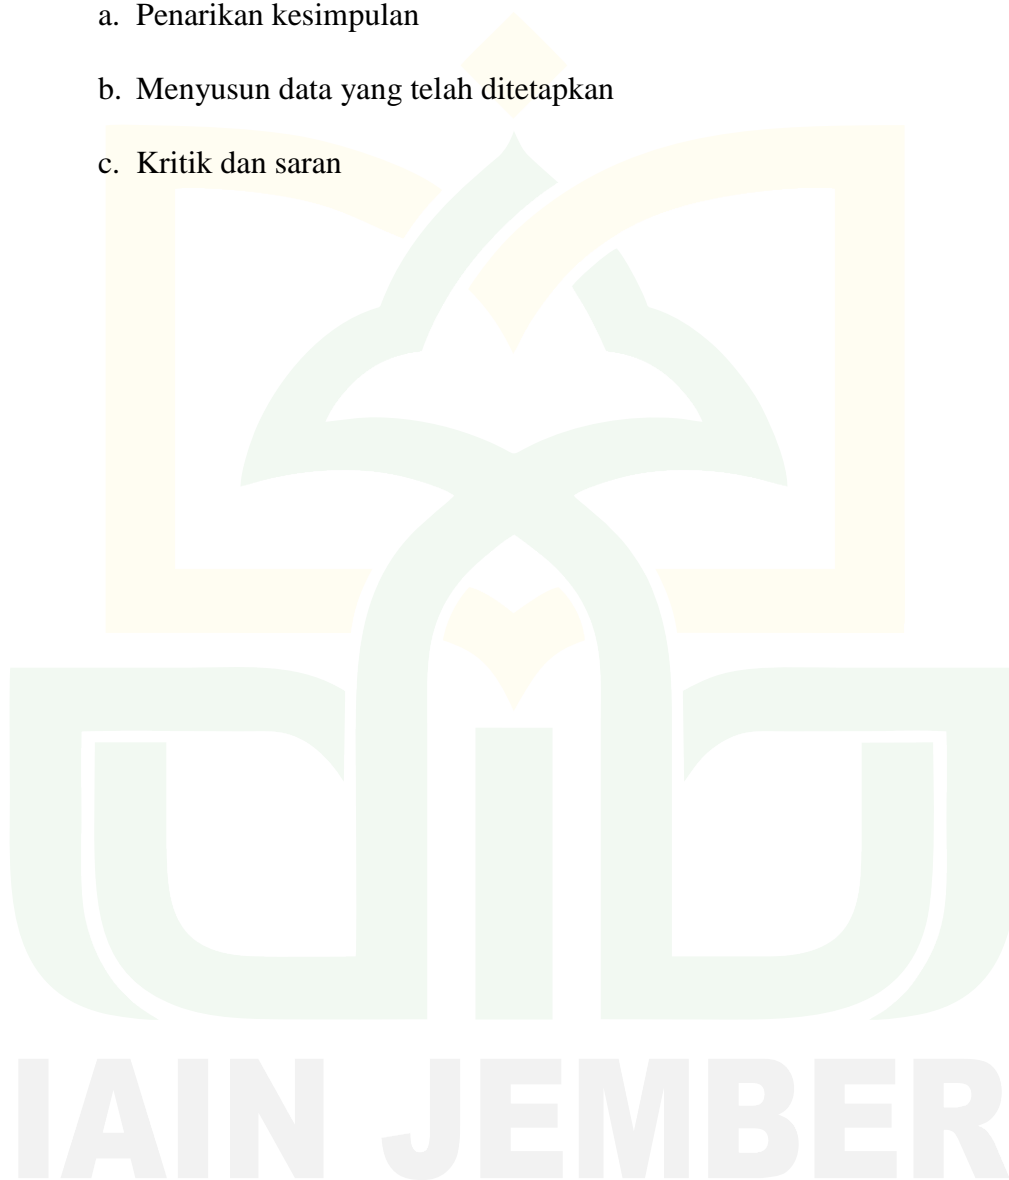 a. Penarikan kesimpulan
b. Menyusun data yang telah ditetapkan
c. Kritik dan saran
IAIN JEMBER